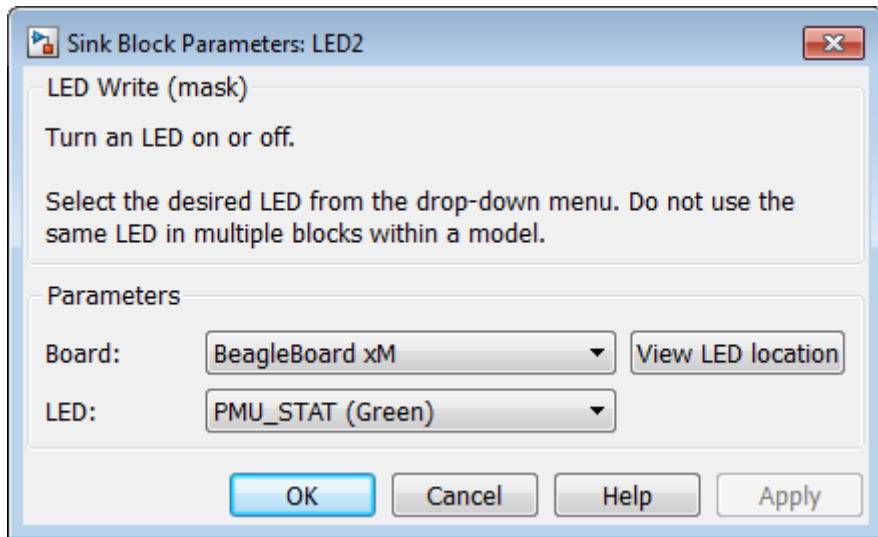 Sink Block Parameters: LED2
LED Write (mask)
Turn an LED on or off.
Select the desired LED from the drop-down menu. Do not use the
same LED in multiple blocks within a model.
Parameters
Board: BeagleBoard xM View LED location
LED: PMU_STAT (Green)
OK Cancel Help Apply